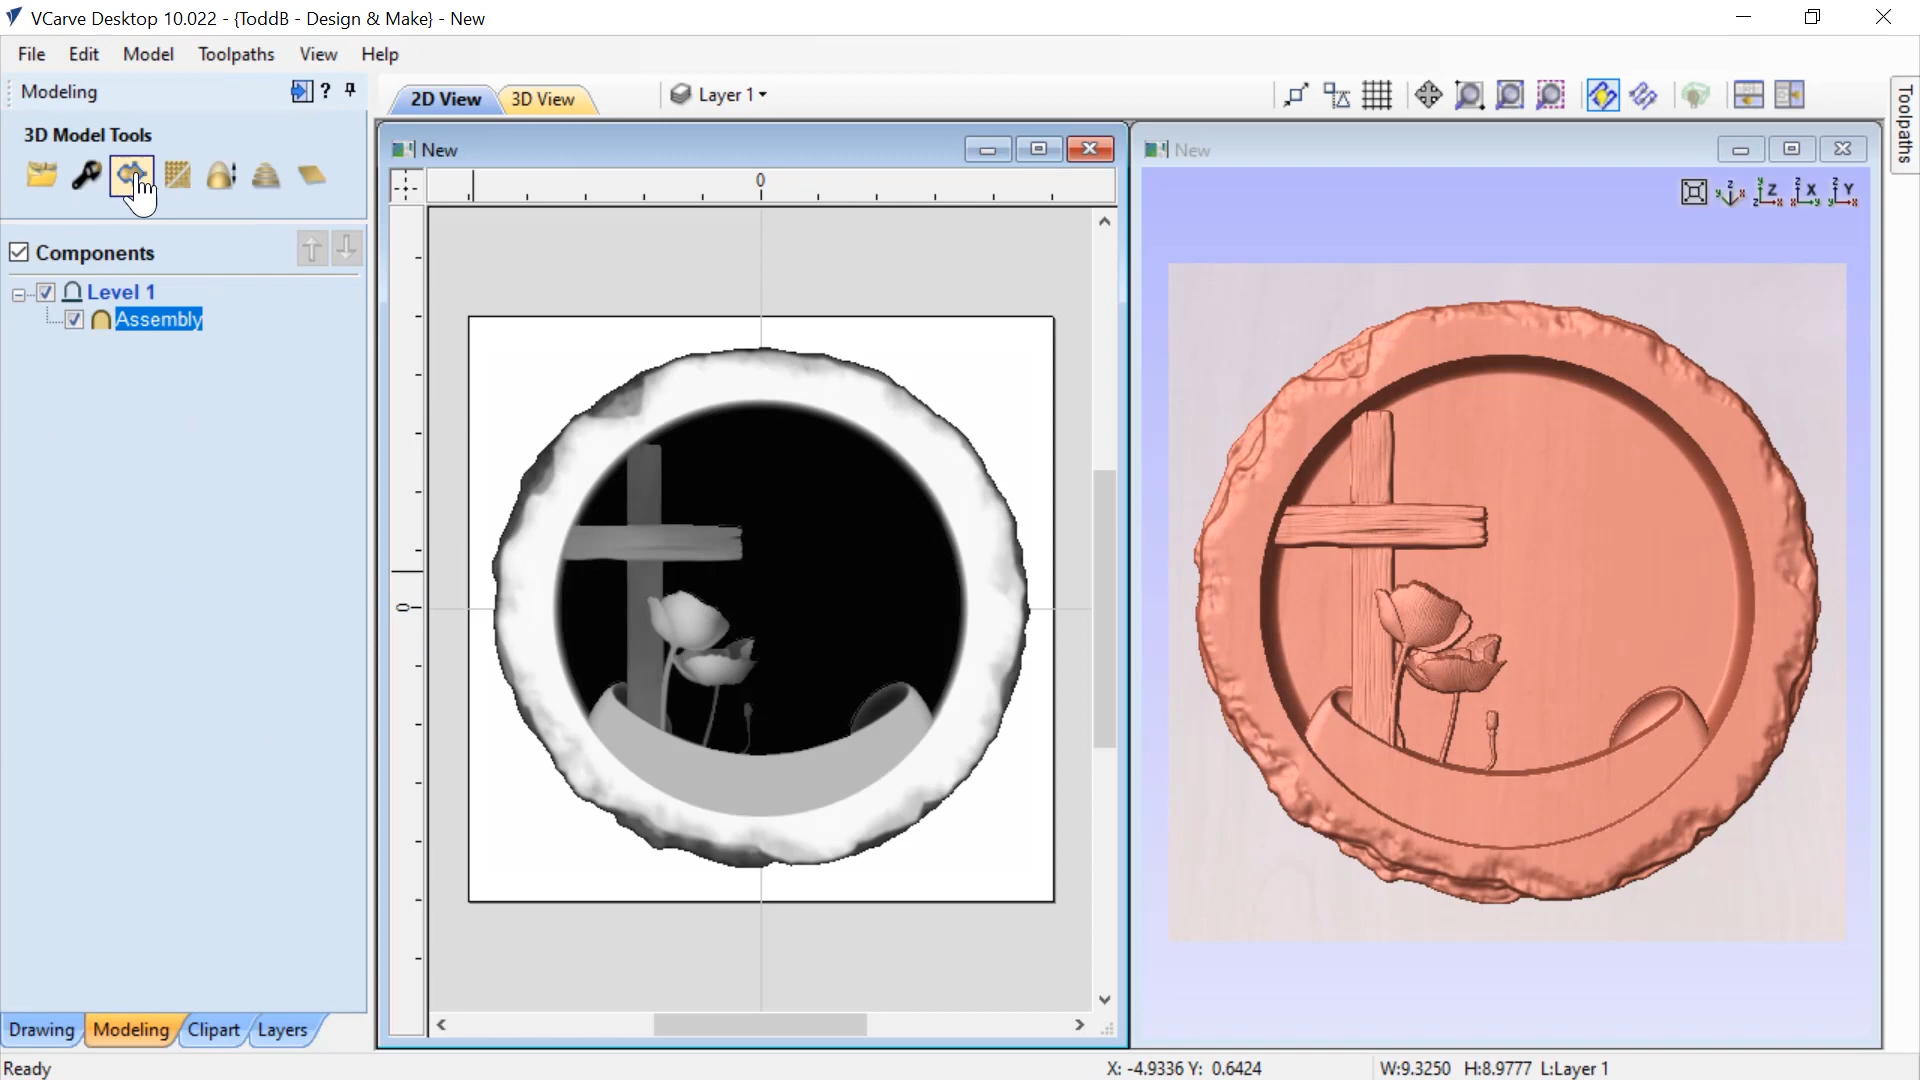 VCarve Desktop 10.022 - {ToddB - Design & Make} - New
File Edit Model Toolpaths View Help
Modeling ?
2D View 3D View Layer 1
Toolpaths
3D Model Tools
New
New
0
z y x
y z x
z x y
z y x
Components
Level 1
Assembly
0
Drawing Modeling Clipart Layers
Ready X: -4.9336 Y: 0.6424 W:9.3250 H:8.9777 L:Layer 1